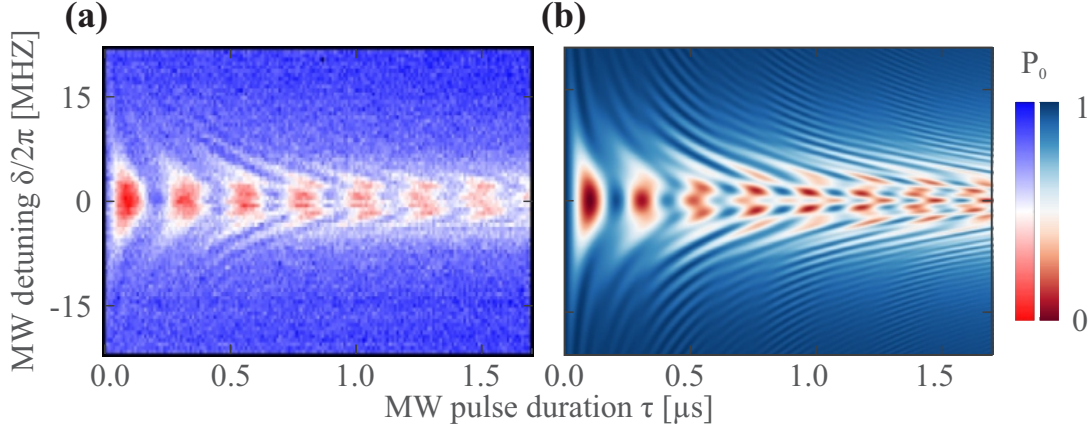 (a)
(b)
MW detuning δ/2π [MHZ]
15
0
-15
0.0 0.5 1.0 1.5
0.0 0.5 1.0 1.5
MW pulse duration τ [µs]
P₀
1
0